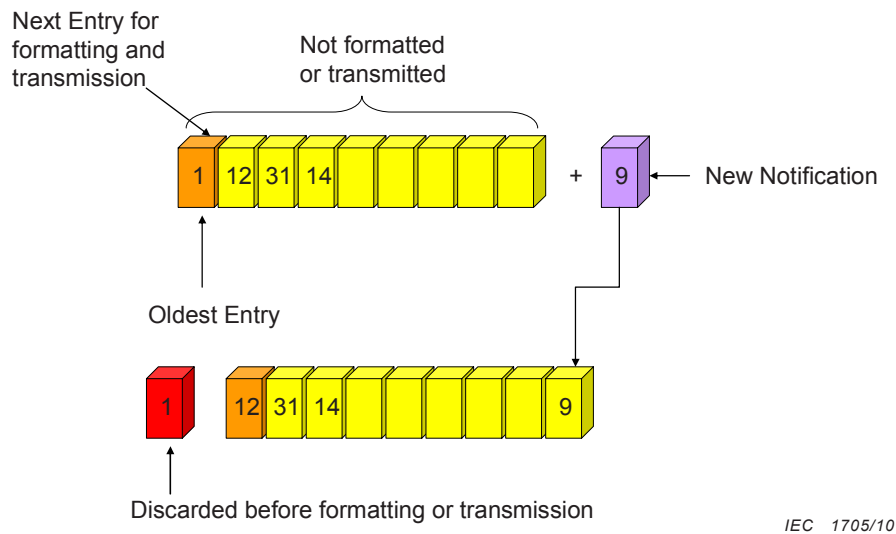 Next Entry for
formatting and
transmission
Not formatted
or transmitted
1 12 31 14
+
9
New Notification
Oldest Entry
1
12 31 14
9
Discarded before formatting or transmission
IEC 1705/10